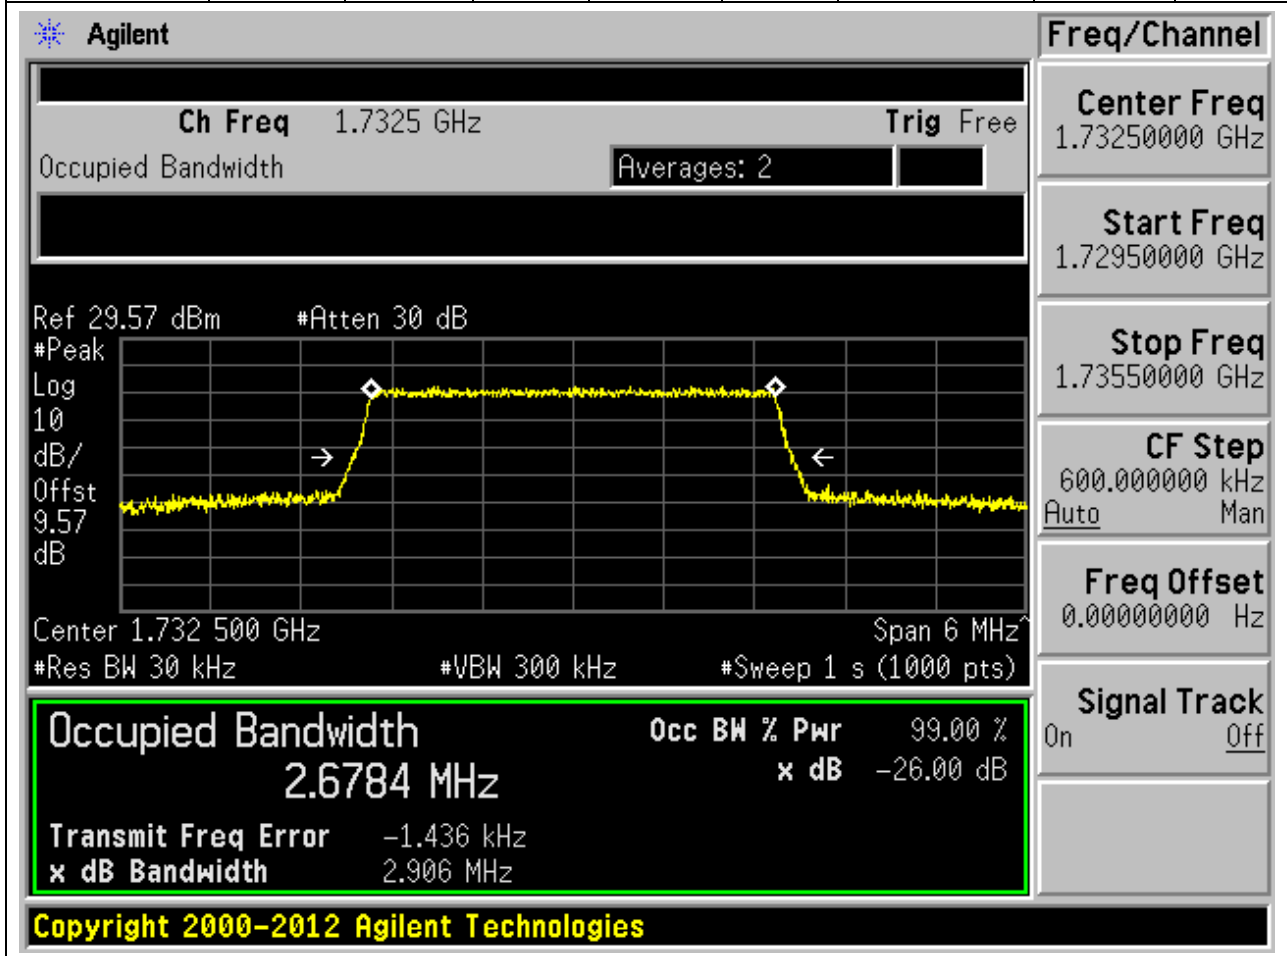 Agilent
Freq/Channel
Ch Freq 1.7325 GHz Trig Free
Occupied Bandwidth Averages: 2
Center Freq
1.73250000 GHz
Start Freq
1.72950000 GHz
Stop Freq
1.73550000 GHz
CF Step
600.000000 kHz
Auto Man
Freq Offset
0.00000000 Hz
Signal Track
On Off
Ref 29.57 dBm #Atten 30 dB
#Peak
Log
10
dB/
Offst
9.57
dB
Center 1.732 500 GHz Span 6 MHz^
#Res BW 30 kHz #VBW 300 kHz #Sweep 1 s (1000 pts)
Occupied Bandwidth Occ BW % Pwr 99.00 %
2.6784 MHz x dB -26.00 dB
Transmit Freq Error -1.436 kHz
x dB Bandwidth 2.906 MHz
Copyright 2000-2012 Agilent Technologies